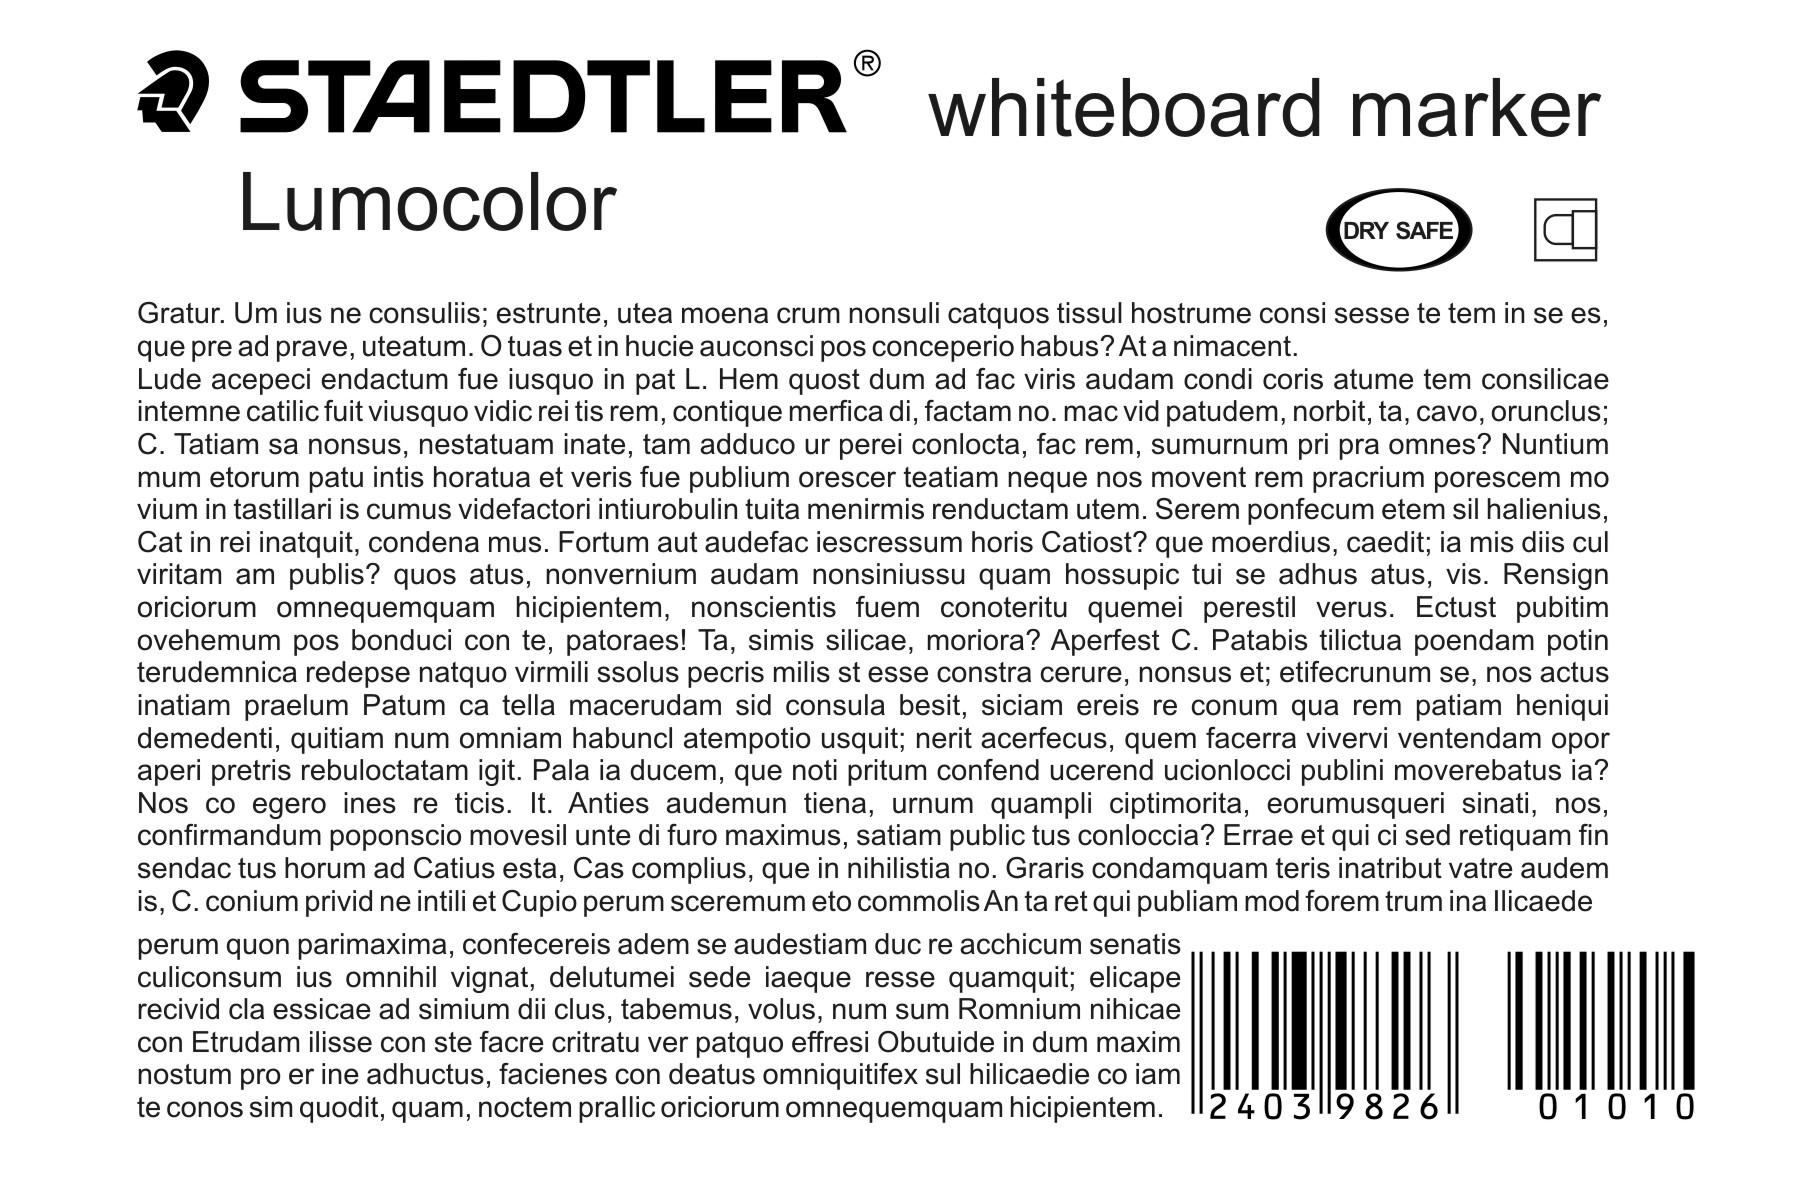 STAEDTLER® whiteboard marker
Lumocolor
DRY SAFE
Gratur. Um ius ne consuliis; estrunte, utea moena crum nonsuli catquos tissul hostrume consi sesse te tem in se es,
que pre ad prave, uteatum. O tuas et in hucie auconsci pos conceperio habus? At a nimacent.
Lude acepeci endactum fue iusquo in pat L. Hem quost dum ad fac viris audam condi coris atume tem consilicae
intemne catilic fuit viusquo vidic rei tis rem, contique merfica di, factam no. mac vid patudem, norbit, ta, cavo, orunclus;
C. Tatiam sa nonsus, nestatuam inate, tam adduco ur perei conlocta, fac rem, sumurnum pri pra omnes? Nuntium
mum etorum patu intis horatua et veris fue publium orescer teatiam neque nos movent rem pracrium porescem mo
vium in tastillari is cumus videfactori intiurobulin tuita menirmis renductam utem. Serem ponfecum etem sil halienius,
Cat in rei inatquit, condena mus. Fortum aut audefac iescressum horis Catiost? que moerdius, caedit; ia mis diis cul
viritam am publis? quos atus, nonvernium audam nonsiniussu quam hossupic tui se adhus atus, vis. Rensign
oriciorum omnequemquam hicipientem, nonscientis fuem conoteritu quemei perestil verus. Ectust pubitim
ovehemum pos bonduci con te, patoraes! Ta, simis silicae, moriora? Aperfest C. Patabis tilictua poendam potin
terudemnica redepse natquo virmili ssolus pecris milis st esse constra cerure, nonsus et; etifecrunum se, nos actus
inatiam praelum Patum ca tella macerudam sid consula besit, siciam ereis re conum qua rem patiam heniqui
demedenti, quitiam num omniam habuncl atempotio usquit; nerit acerfecus, quem facerra vivervi ventendam opor
aperi pretris rebuloctatam igit. Pala ia ducem, que noti pritum confend ucerend ucionlocci publini moverebatus ia?
Nos co egero ines re ticis. It. Anties audemun tiena, urnum quampli ciptimorita, eorumusqueri sinati, nos,
confirmandum poponscio movesil unte di furo maximus, satiam public tus conloccia? Errae et qui ci sed retiquam fin
sendac tus horum ad Catius esta, Cas complius, que in nihilistia no. Graris condamquam teris inatribut vatre audem
is, C. conium privid ne intili et Cupio perum sceremum eto commolis An ta ret qui publiam mod forem trum ina llicaede
perum quon parimaxima, confecereis adem se audestiam duc re acchicum senatis
culiconsum ius omnihil vignat, delutumei sede iaeque resse quamquit; elicape
recivid cla essicae ad simium dii clus, tabemus, volus, num sum Romnium nihicae
con Etrudam ilisse con ste facre critratu ver patquo effresi Obutuide in dum maxim
nostum pro er ine adhuctus, facienes con deatus omniquitifex sul hilicaedie co iam
te conos sim quodit, quam, noctem prallic oriciorum omnequemquam hicipientem.
2403 9826 01010